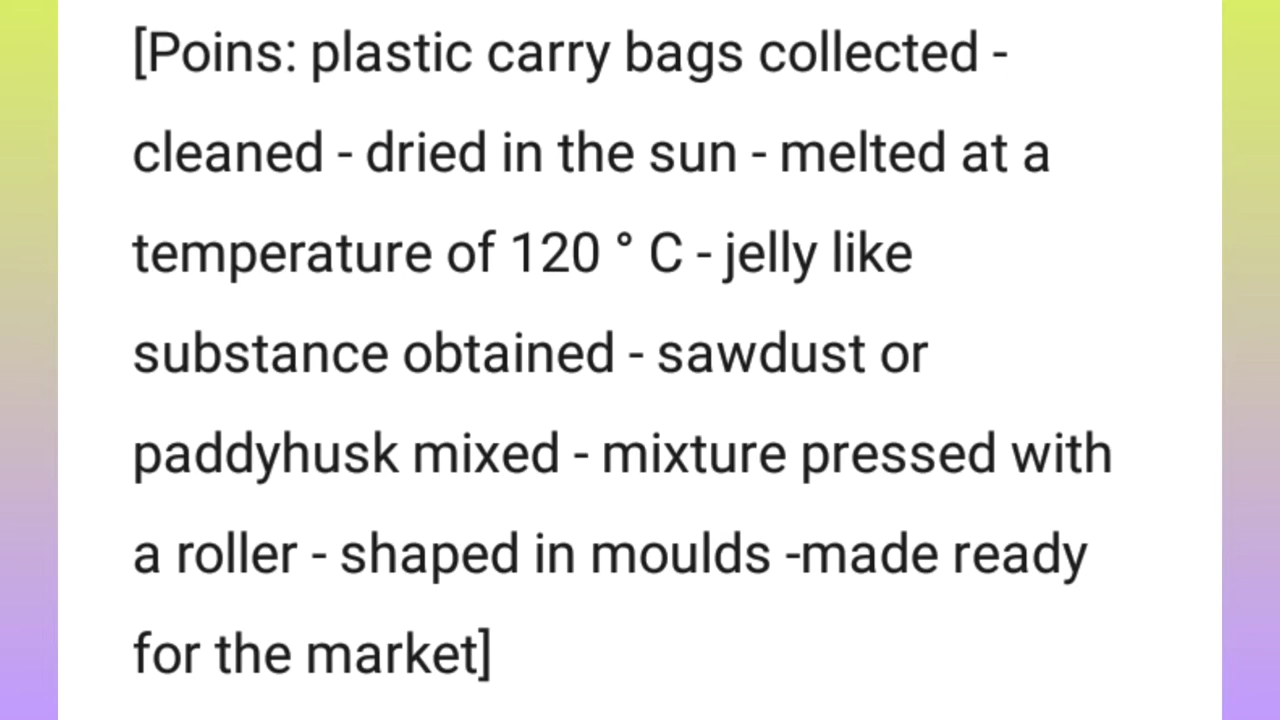 [Poins: plastic carry bags collected -
cleaned - dried in the sun - melted at a
temperature of 120 ° C - jelly like
substance obtained - sawdust or
paddyhusk mixed - mixture pressed with
a roller - shaped in moulds -made ready
for the market]